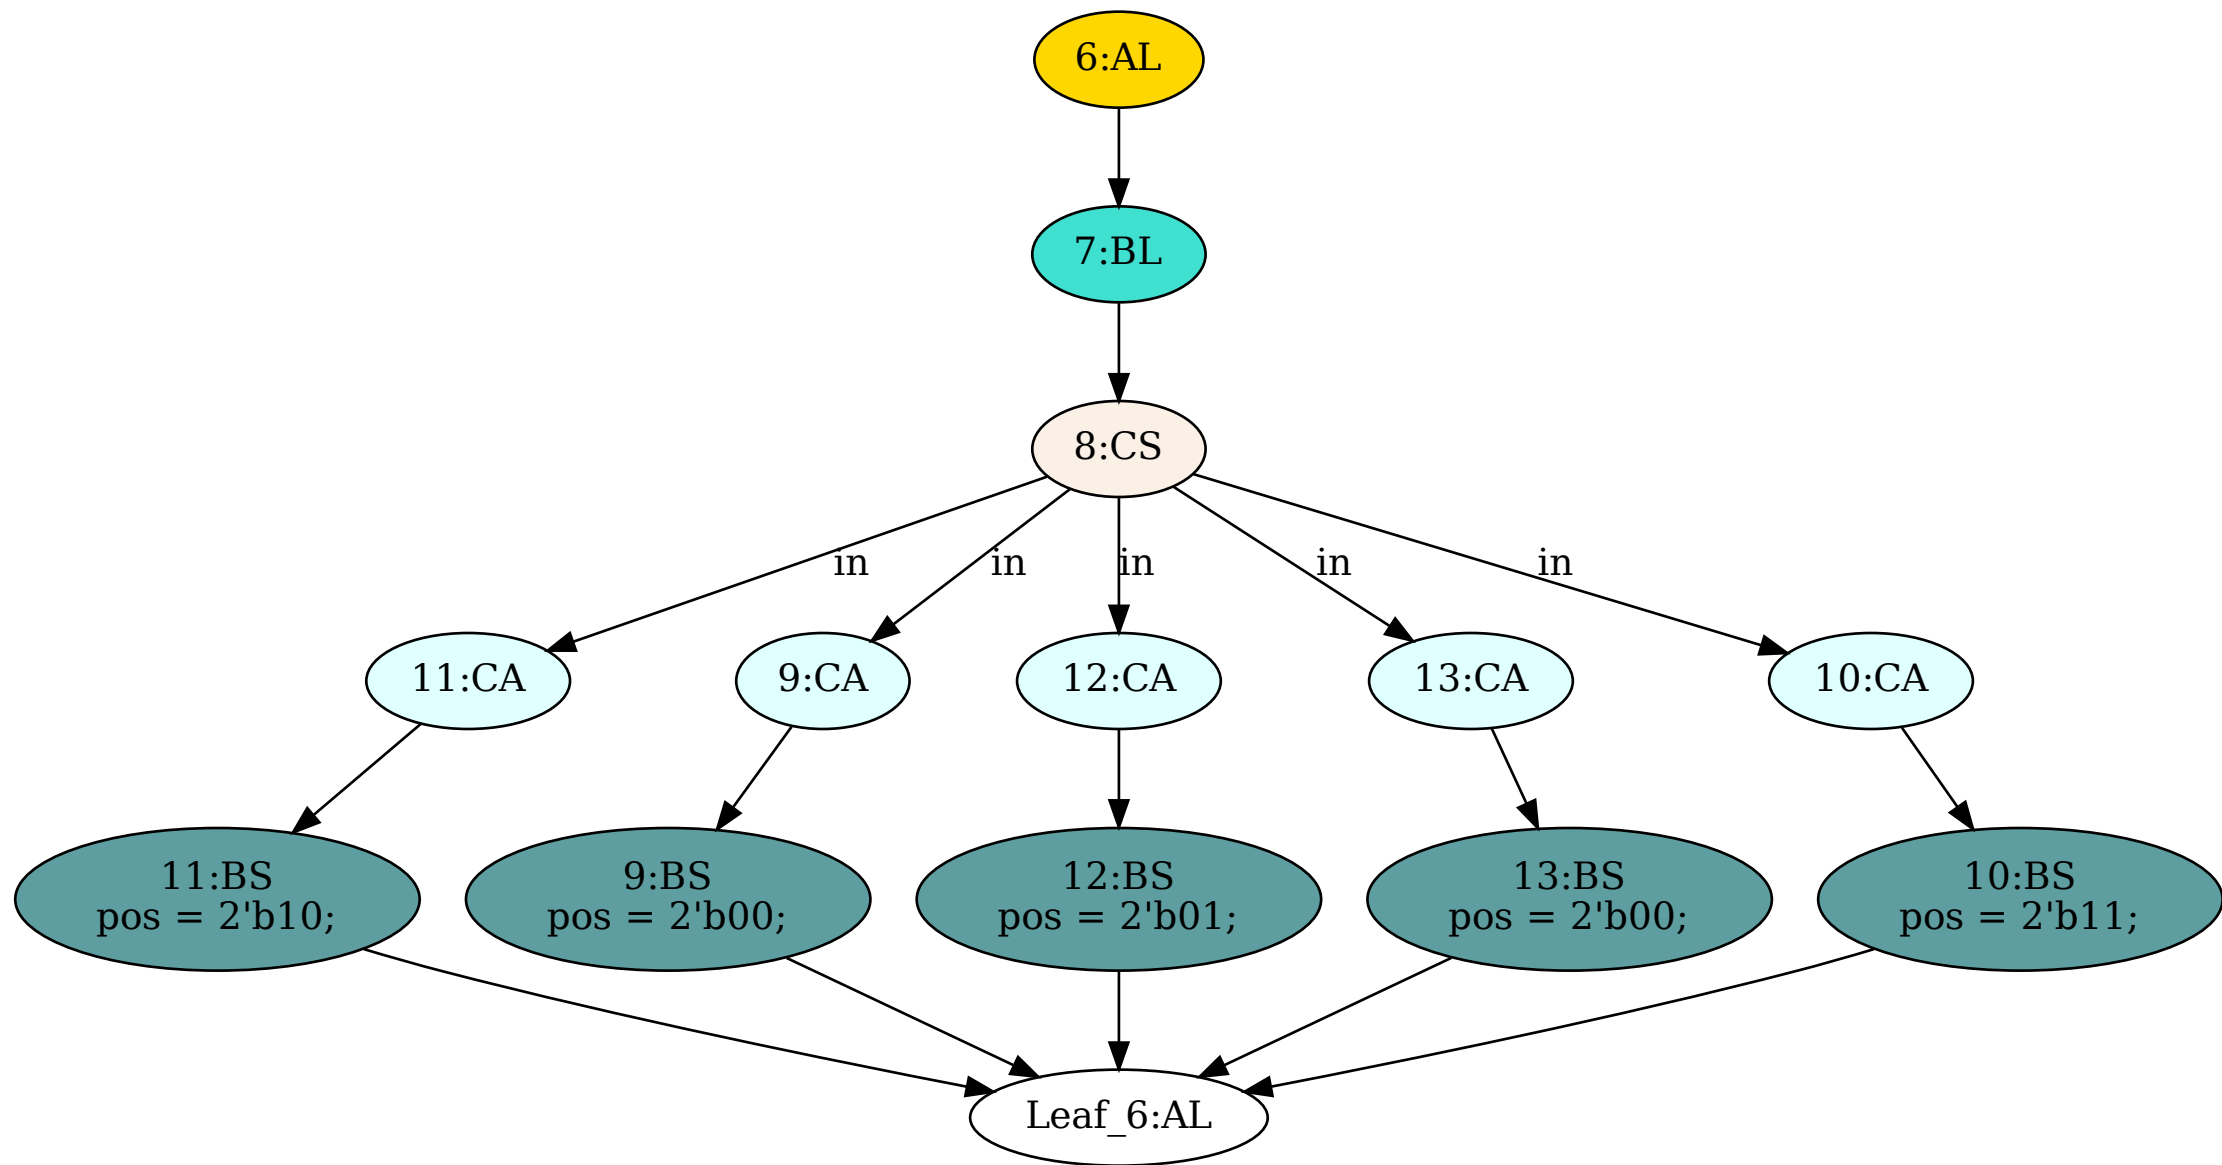 6:AL
7:BL
8:CS
in
in
in
in
in
11:CA
9:CA
12:CA
13:CA
10:CA
11:BS
pos = 2'b10;
9:BS
pos = 2'b00;
12:BS
pos = 2'b01;
13:BS
pos = 2'b00;
10:BS
pos = 2'b11;
Leaf_6:AL